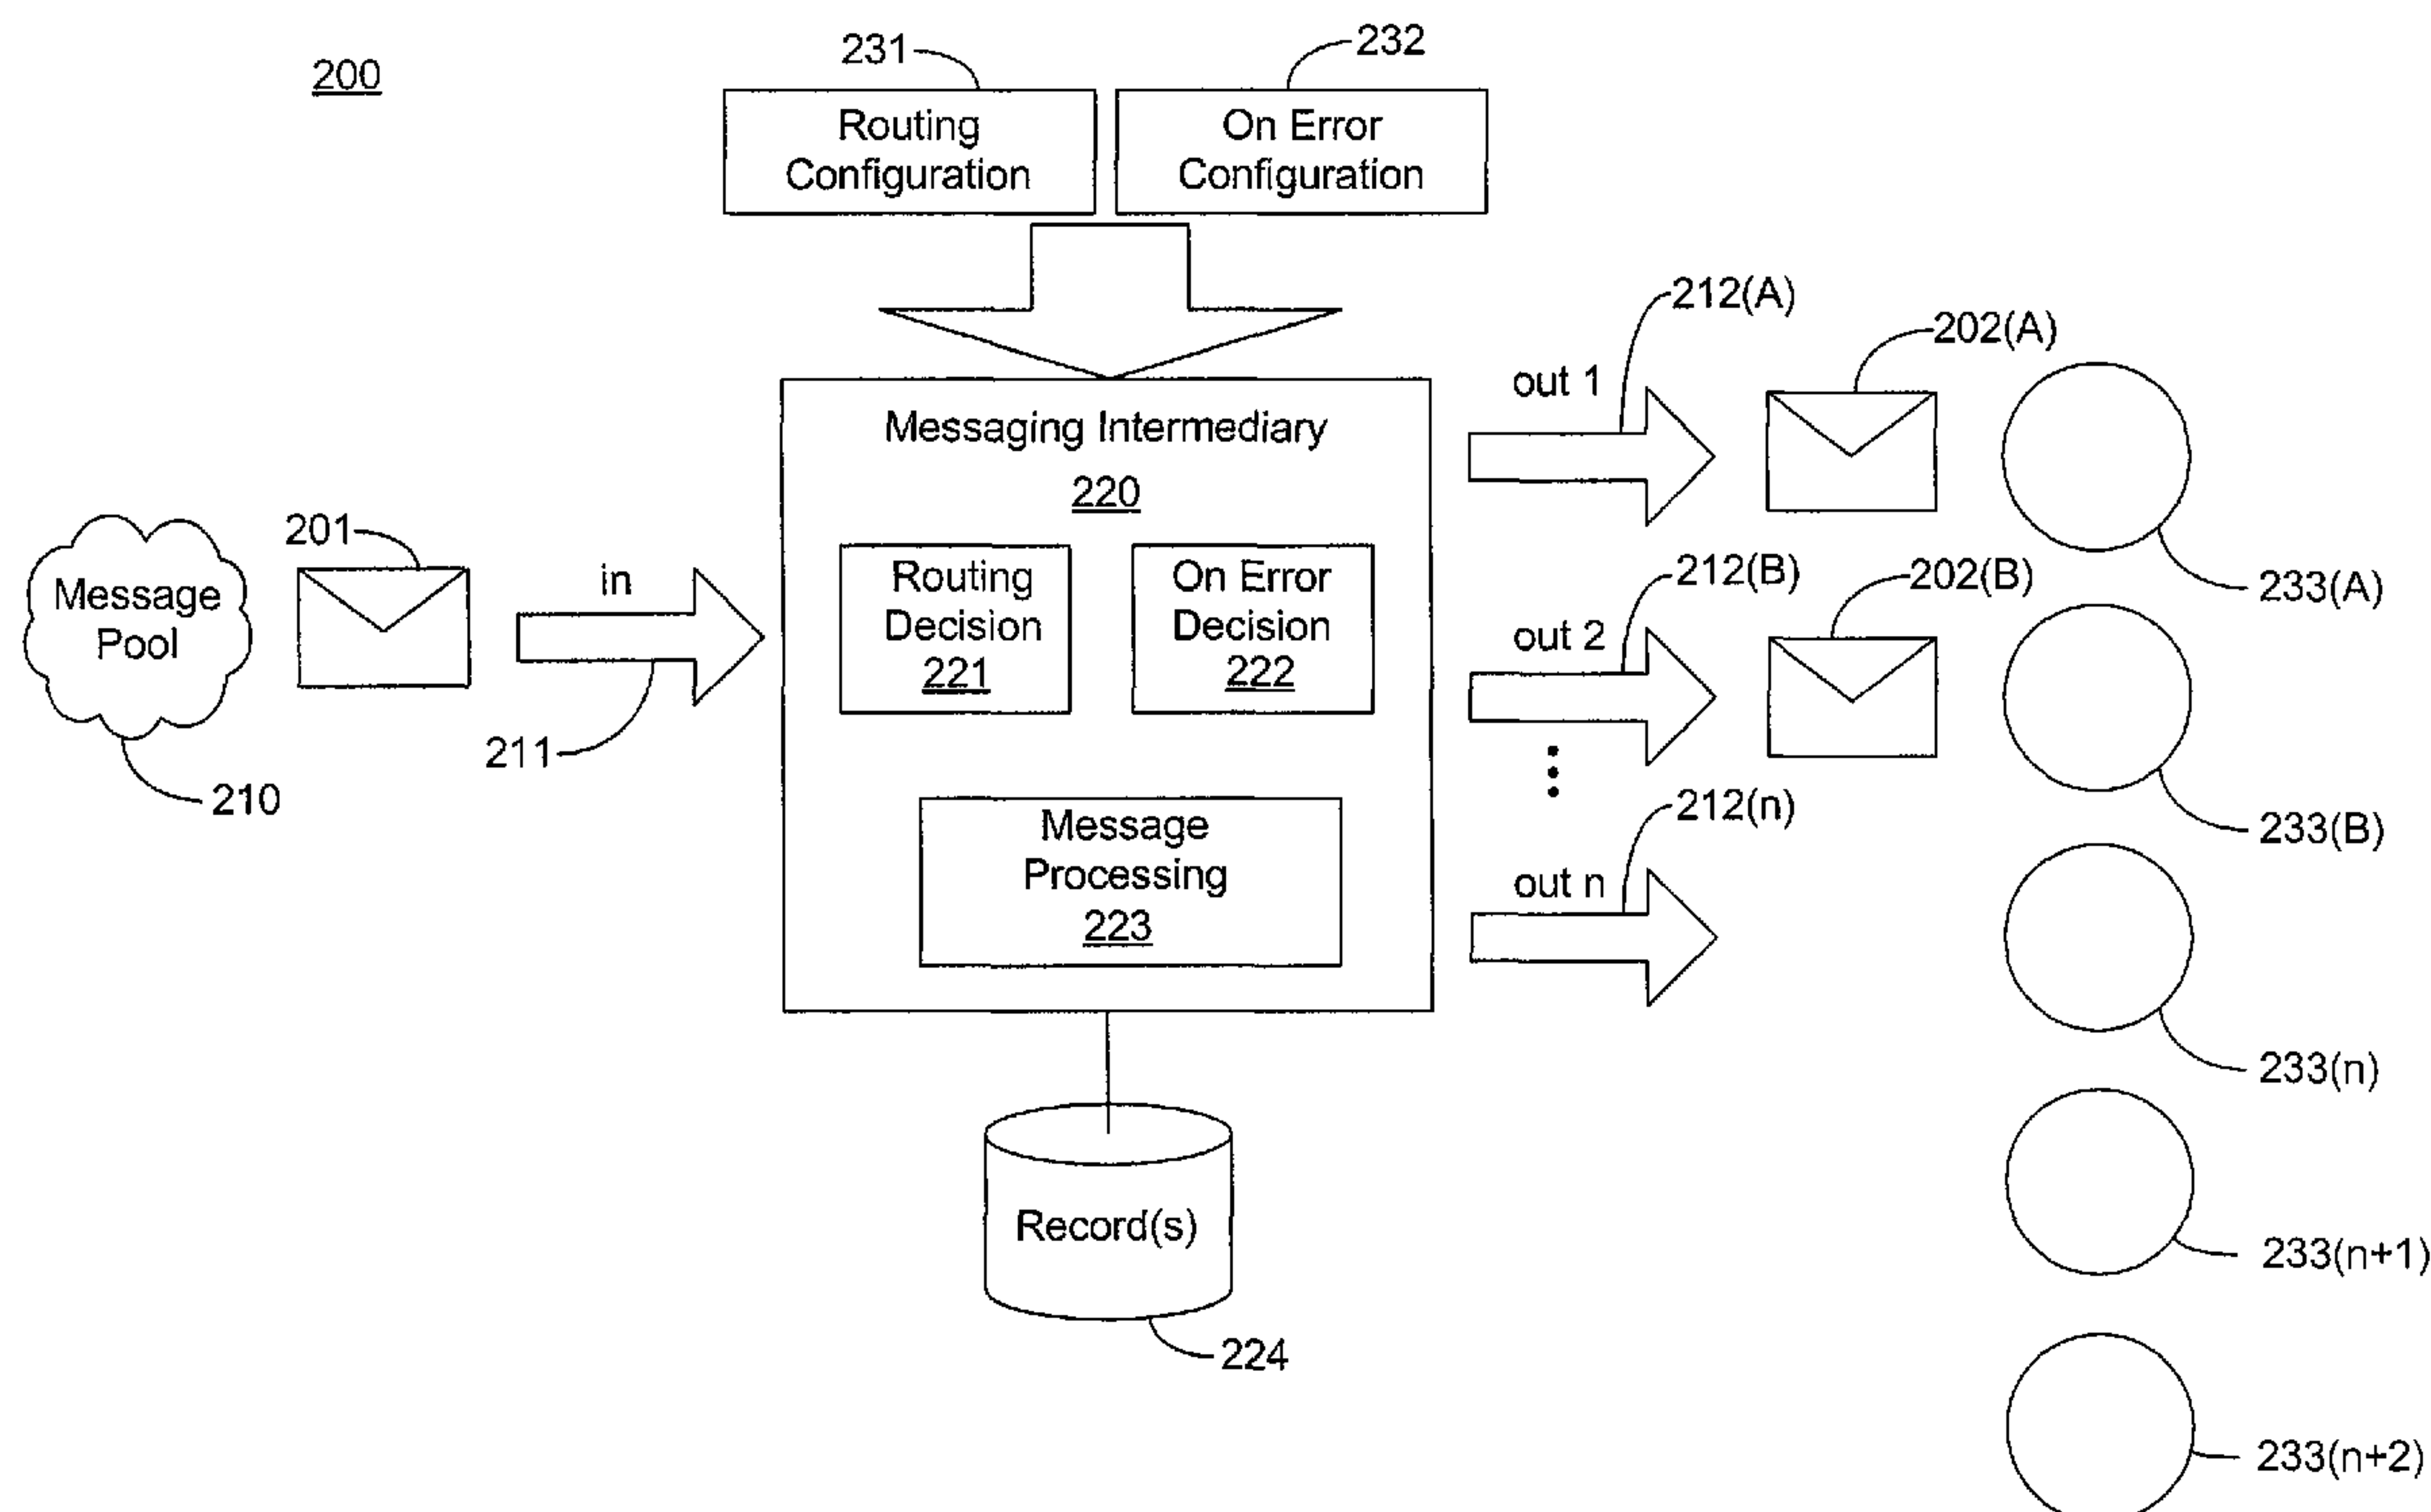 200
231
232
Routing
Configuration
On Error
Configuration
212(A)
202(A)
out 1
Messaging Intermediary
220
201
Message
Pool
in
Routing
Decision
221
On Error
Decision
222
212(B)
202(B)
233(A)
out 2
211
210
Message
Processing
223
212(n)
233(B)
out n
233(n)
Record(s)
233(n+1)
224
233(n+2)